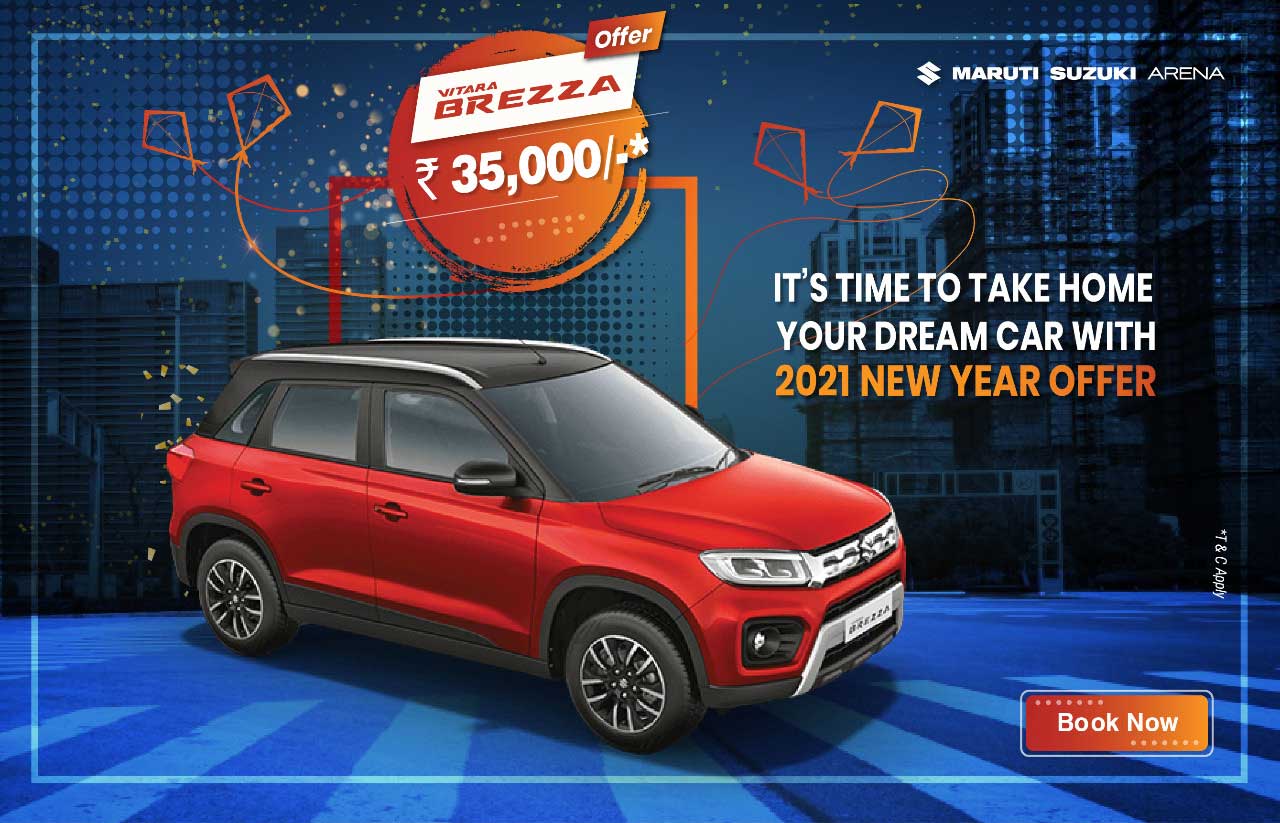 Offer
VITARA
BREZZA
₹ 35,000/-*
MARUTI SUZUKI ARENA
IT'S TIME TO TAKE HOME
YOUR DREAM CAR WITH
2021 NEW YEAR OFFER
*T & C Apply
BREZZA
Book Now